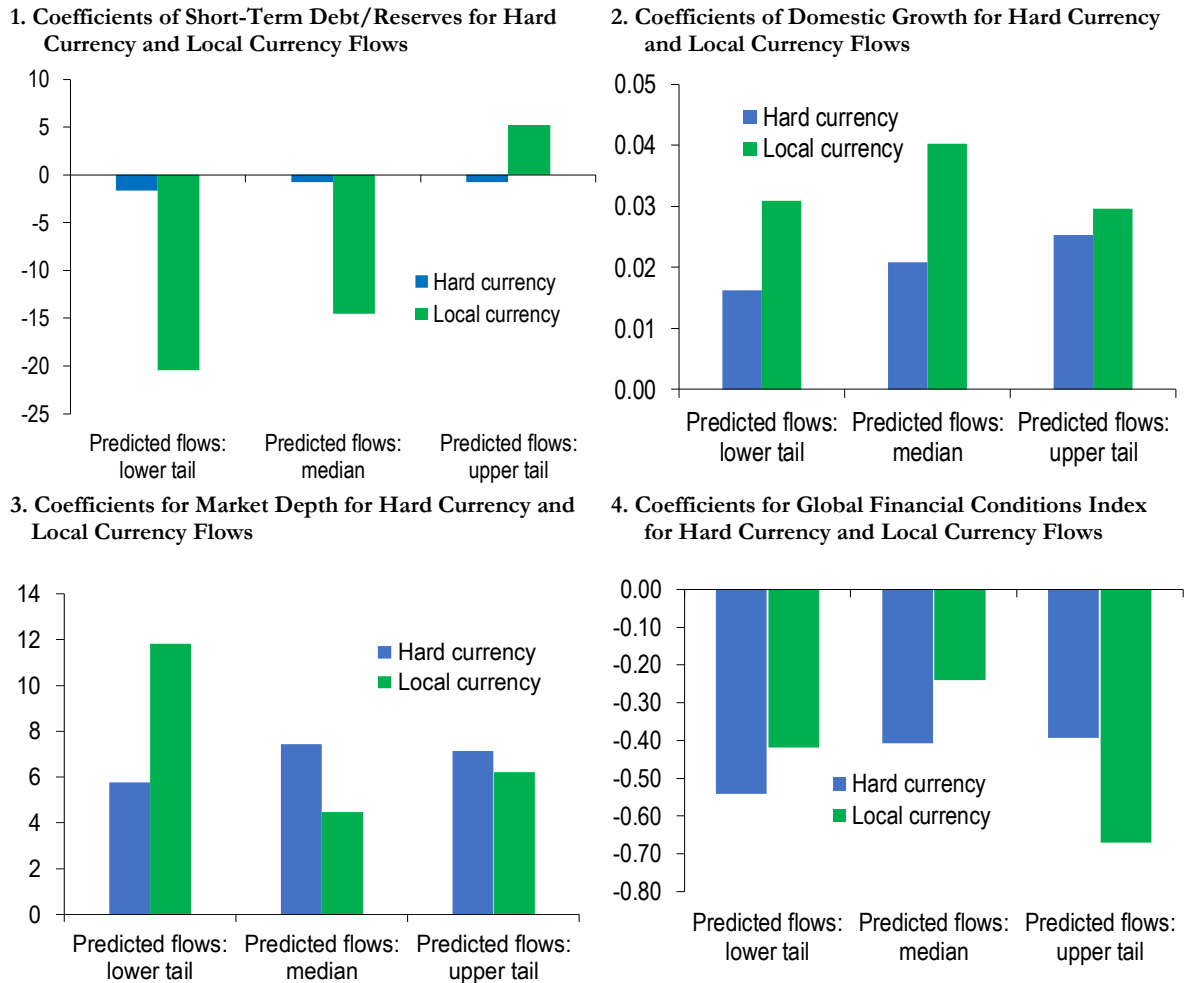 1. Coefficients of Short-Term Debt/Reserves for Hard
Currency and Local Currency Flows
10
5
0
-5
-10
-15
-20
-25
Hard currency
Local currency
Predicted flows:
lower tail
Predicted flows:
median
Predicted flows:
upper tail
2. Coefficients of Domestic Growth for Hard Currency
and Local Currency Flows
0.05
0.04
0.03
0.02
0.01
0.00
Hard currency
Local currency
Predicted flows:
lower tail
Predicted flows:
median
Predicted flows:
upper tail
3. Coefficients for Market Depth for Hard Currency and
Local Currency Flows
14
12
10
8
6
4
2
0
Hard currency
Local currency
Predicted flows:
lower tail
Predicted flows:
median
Predicted flows:
upper tail
4. Coefficients for Global Financial Conditions Index
for Hard Currency and Local Currency Flows
0.00
-0.10
-0.20
-0.30
-0.40
-0.50
-0.60
-0.70
-0.80
Hard currency
Local currency
Predicted flows:
lower tail
Predicted flows:
median
Predicted flows:
upper tail